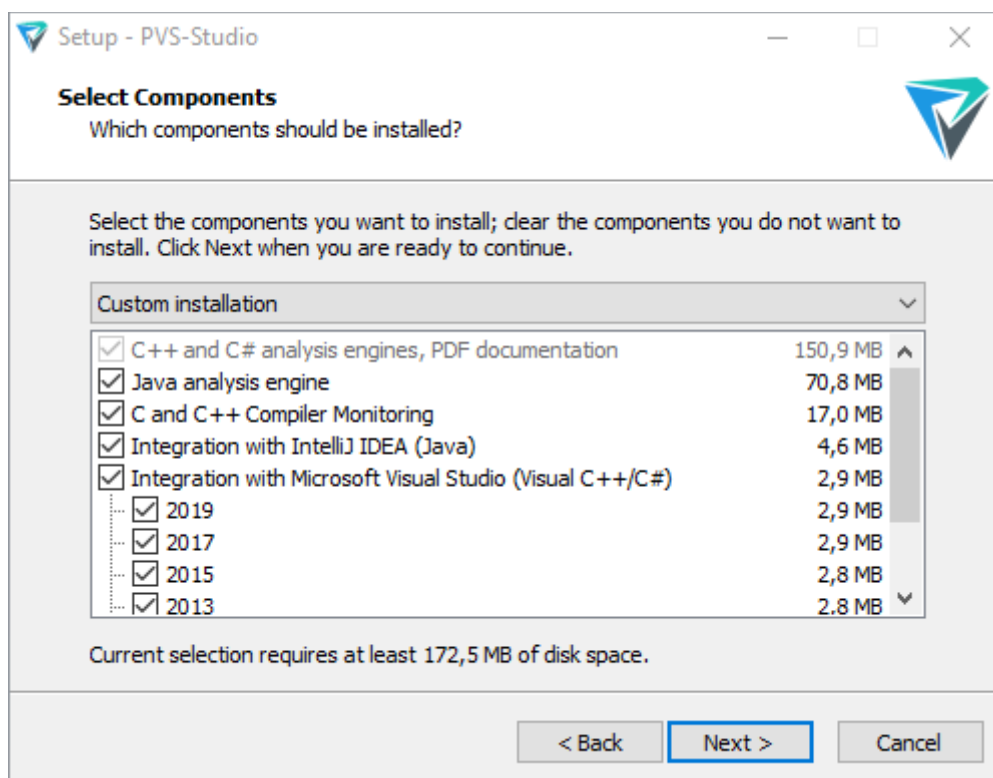 Setup - PVS-Studio
Select Components
Which components should be installed?
Select the components you want to install; clear the components you do not want to
install. Click Next when you are ready to continue.
Custom installation
C++ and C# analysis engines, PDF documentation 150,9 MB
Java analysis engine 70,8 MB
C and C++ Compiler Monitoring 17,0 MB
Integration with IntelliJ IDEA (Java) 4,6 MB
Integration with Microsoft Visual Studio (Visual C++/C#) 2,9 MB
2019 2,9 MB
2017 2,9 MB
2015 2,8 MB
2013 2.8 MB
Current selection requires at least 172,5 MB of disk space.
< Back Next > Cancel